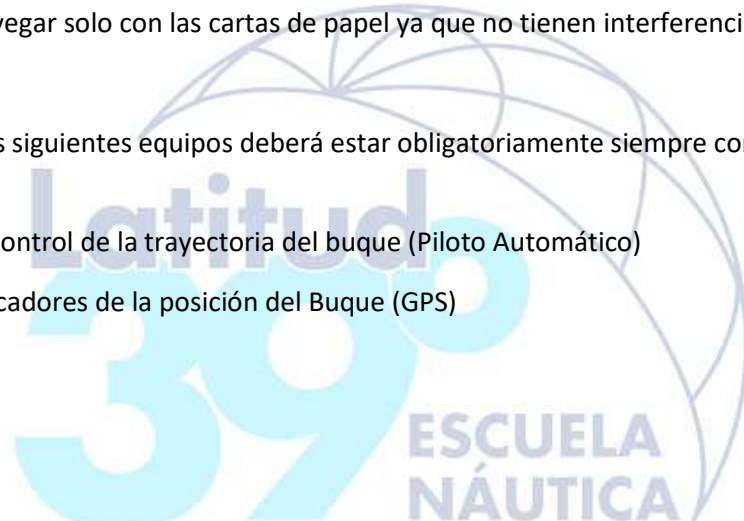 vegar solo con las cartas de papel ya que no tienen interferenci
s siguientes equipos deberá estar obligatoriamente siempre co
ontrol de la trayectoria del buque (Piloto Automático)
cadores de la posición del Buque (GPS)
Latitud
39º
ESCUELA
NÁUTICA